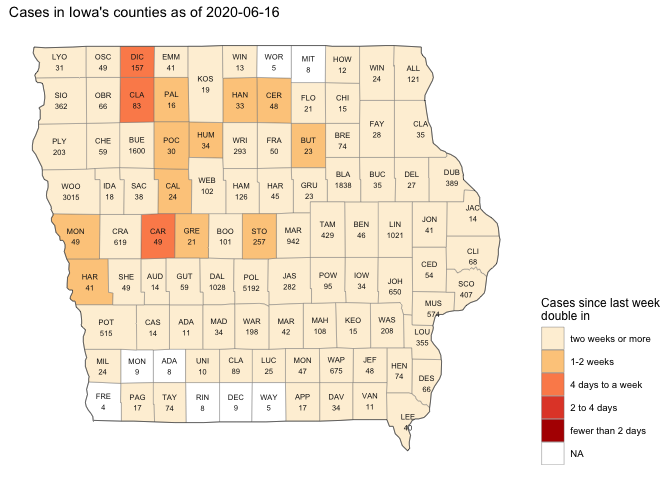 Cases in Iowa's counties as of 2020-06-16
LYO
31
OSC
49
DIC
157
EMM
41
KOS
19
WIN
13
WOR
5
MIT
8
HOW
12
WIN
24
ALL
121
SIO
362
OBR
66
CLA
83
PAL
16
HAN
33
CER
48
FLO
21
CHI
15
FAY
28
CLA
35
PLY
203
CHE
59
BUE
1600
POC
30
HUM
34
WRI
293
FRA
50
BUT
23
BRE
74
WOO
3015
IDA
18
SAC
38
CAL
24
WEB
102
HAM
126
HAR
45
GRU
23
BLA
1838
BUC
35
DEL
27
DUB
389
MON
49
CRA
619
CAR
49
GRE
21
BOO
101
STO
257
MAR
942
TAM
429
BEN
46
LIN
1021
JON
41
JAC
14
CLI
68
HAR
41
SHE
49
AUD
14
GUT
59
DAL
1028
POL
5192
JAS
282
POW
95
IOW
34
JOH
650
CED
54
SCO
407
MUS
574
POT
515
CAS
14
ADA
11
MAD
34
WAR
198
MAR
42
MAH
108
KEO
15
WAS
208
LOU
355
MIL
24
MON
9
ADA
8
UNI
10
CLA
89
LUC
25
MON
47
WAP
675
JEF
48
HEN
74
DES
66
FRE
4
PAG
17
TAY
74
RIN
8
DEC
9
WAY
5
APP
17
DAV
34
VAN
11
LEE
40
Cases since last week
double in
two weeks or more
1-2 weeks
4 days to a week
2 to 4 days
fewer than 2 days
NA